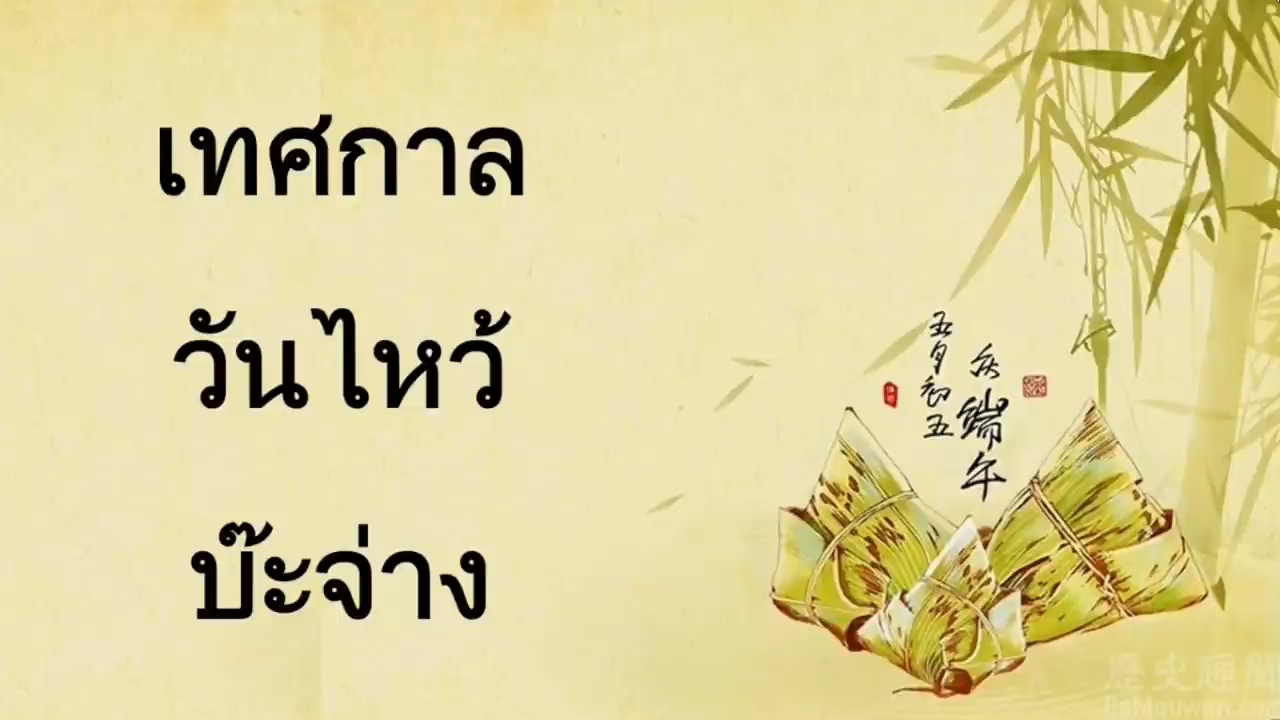 เทศกาล
วันไหว้
บ๊ะจ่าง
五月初五
庆端午